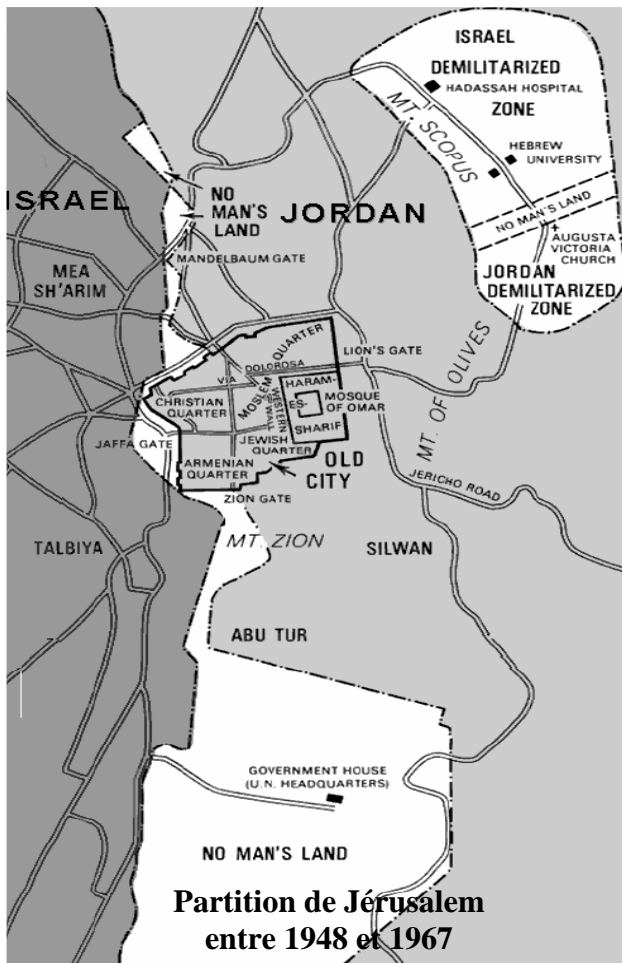 ISRAEL
DEMILITARIZED
HADASSAH HOSPITAL
ZONE
MT. SCOPUS
HEBREW
UNIVERSITY
NO MAN'S LAND
AUGUSTA
VICTORIA
CHURCH
JORDAN
DEMILITARIZED
ZONE
ISRAEL
NO
MAN'S
LAND
JORDAN
MEA
SH'ARIM
MANDELBAUM GATE
MT. OF OLIVES
LION'S GATE
MOSLEM QUARTER
VIA DOLOROSA
CHRISTIAN
QUARTER
WESTERN
WALL
HARAM-
ES-
SHARIF
MOSQUE
OF OMAR
JAFFA GATE
JEWISH
QUARTER
ARMENIAN
QUARTER
OLD
CITY
ZION GATE
JERICHO ROAD
MT. ZION
TALBIYA
SILWAN
ABU TUR
GOVERNMENT HOUSE
(U.N. HEADQUARTERS)
NO MAN'S LAND
Partition de Jérusalem
entre 1948 et 1967